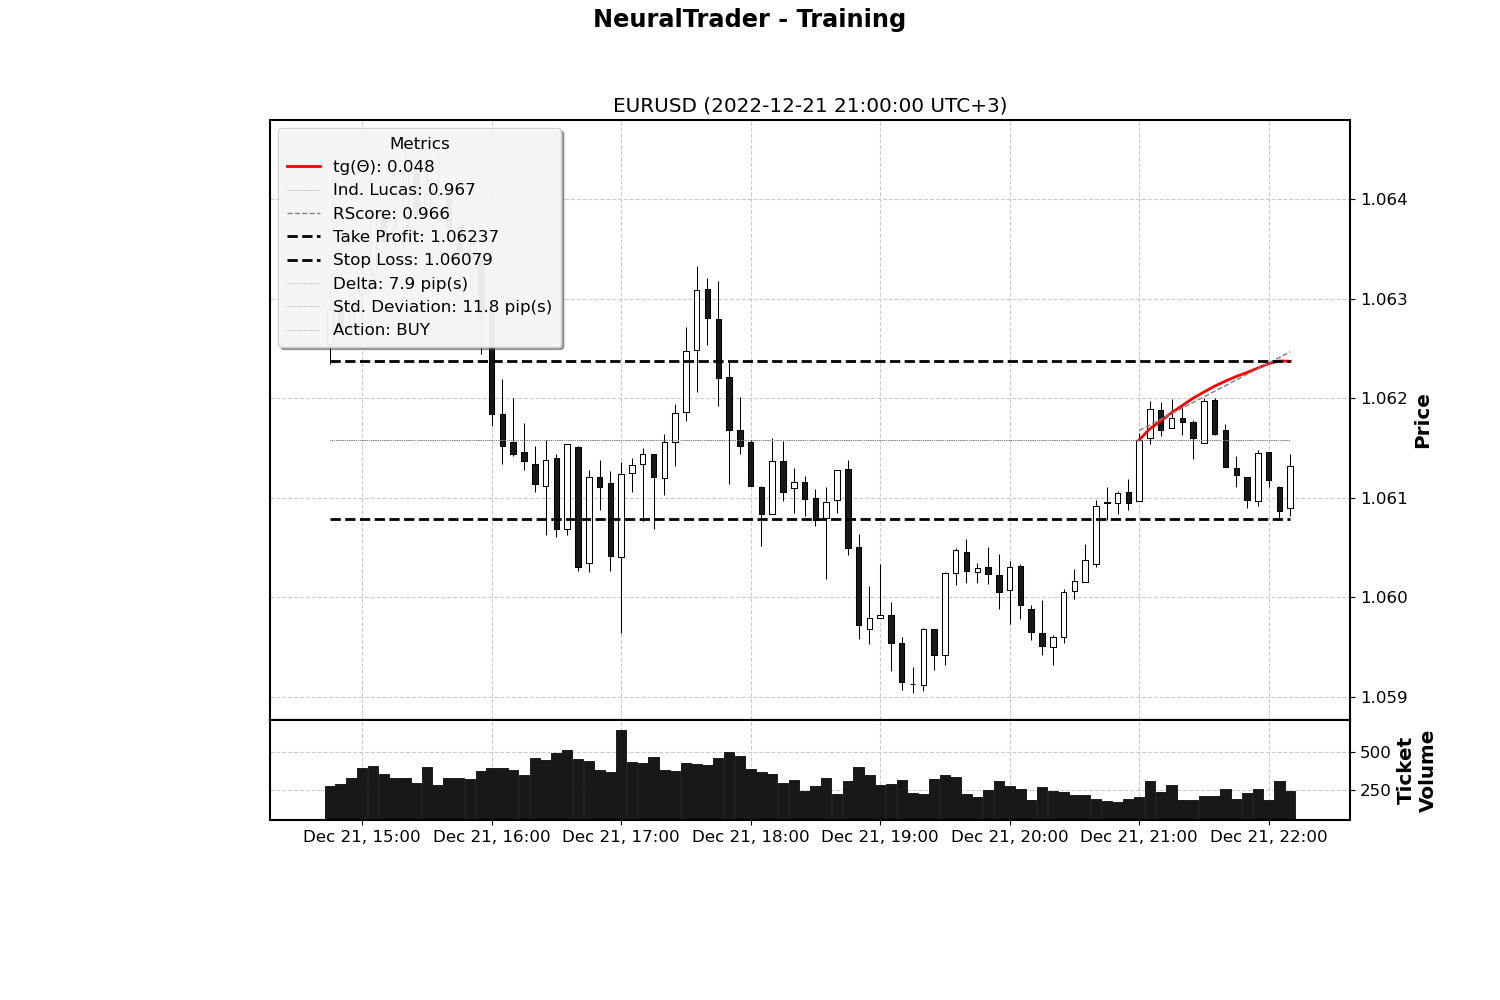 NeuralTrader - Training
EURUSD (2022-12-21 21:00:00 UTC+3)
Metrics
tg(Θ): 0.048
Ind. Lucas: 0.967
RScore: 0.966
Take Profit: 1.06237
Stop Loss: 1.06079
Delta: 7.9 pip(s)
Std. Deviation: 11.8 pip(s)
Action: BUY
1.064
1.063
1.062
1.061
1.060
1.059
Price
500
250
Ticket
Volume
Dec 21, 15:00
Dec 21, 16:00
Dec 21, 17:00
Dec 21, 18:00
Dec 21, 19:00
Dec 21, 20:00
Dec 21, 21:00
Dec 21, 22:00